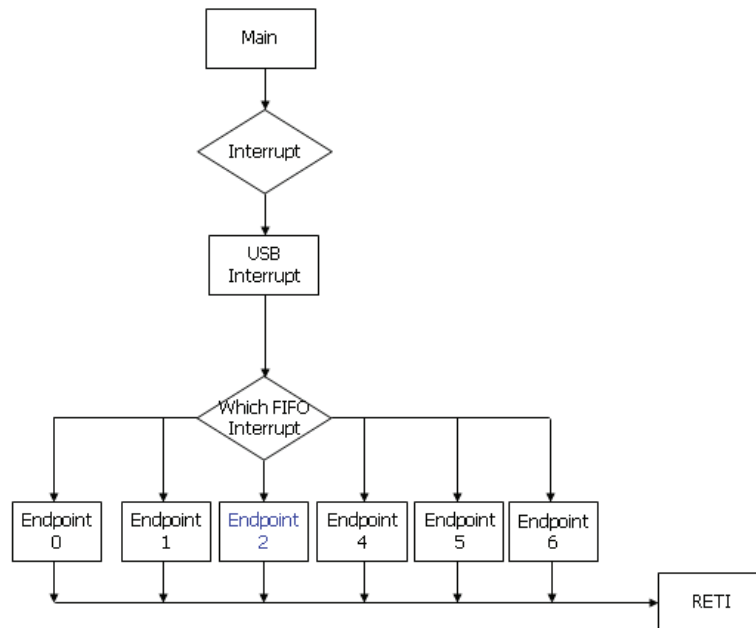 Main
Interrupt
USB
Interrupt
Which FIFO
Interrupt
Endpoint
0
Endpoint
1
Endpoint
2
Endpoint
4
Endpoint
5
Endpoint
6
RETI